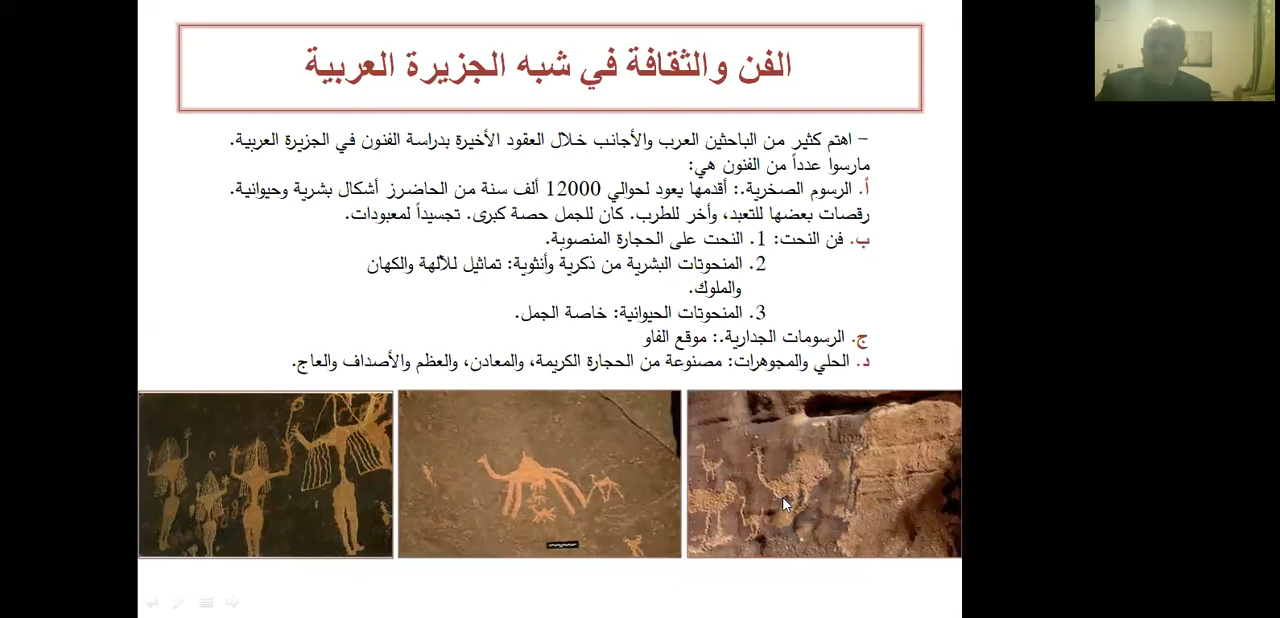 الفن والثقافة في شبه الجزيرة العربية
– اهتم كثير من الباحثين العرب والأجانب خلال العقود الأخيرة بدراسة الفنون في الجزيرة العربية.
مارسوا عدداً من الفنون هي:
أ. الرسوم الصخرية.: أقدمها يعود لحوالي 12000 ألف سنة من الحاضرز أشكال بشرية وحيوانية.
رقصات بعضها للتعبد، وأخر للطرب. كان للجمل حصة كبرى. تجسيداً لمعبودات.
ب. فن النحت: 1. النحت على الحجارة المنصوبة.
2. المنحوتات البشرية من ذكرية وأنثوية: تماثيل للآلهة والكهان
والملوك.
3. المنحوتات الحيوانية: خاصة الجمل.
ج. الرسومات الجدارية.: موقع الفاو
د. الحلي والمجوهرات: مصنوعة من الحجارة الكريمة، والمعادن، والعظم والأصداف والعاج.